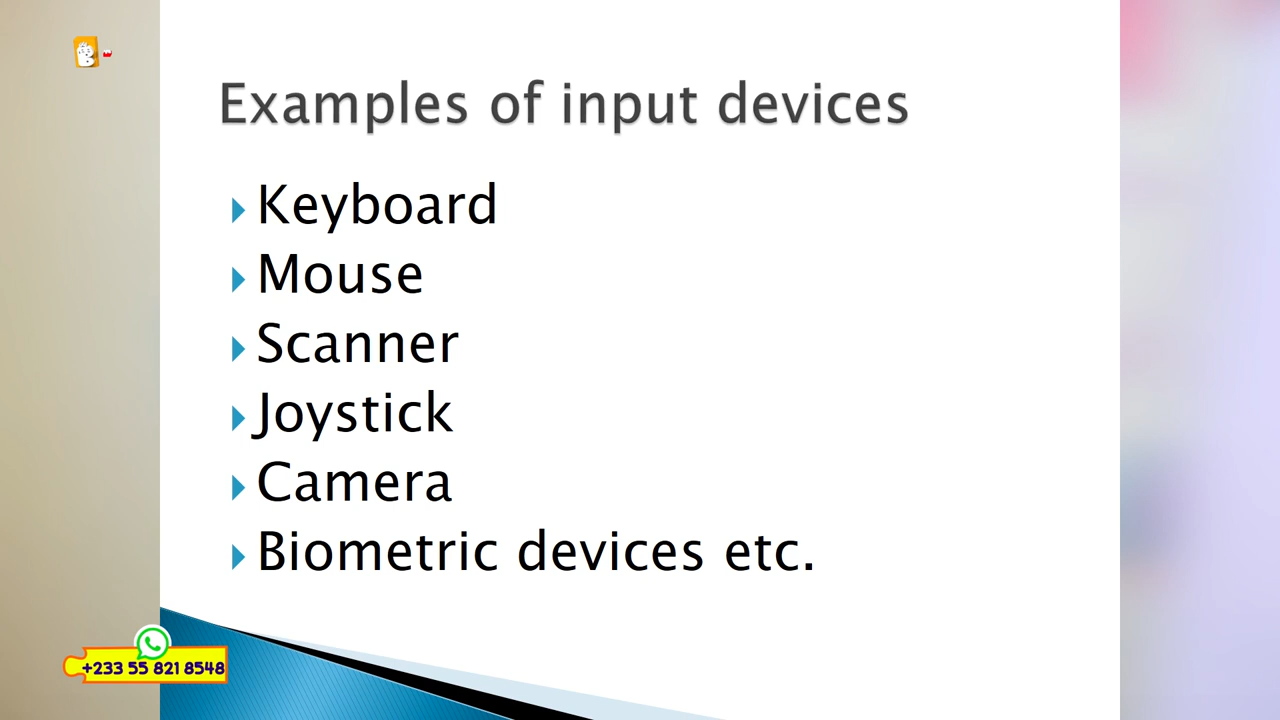 Examples of input devices
Keyboard
Mouse
Scanner
Joystick
Camera
Biometric devices etc.
+233 55 821 8548